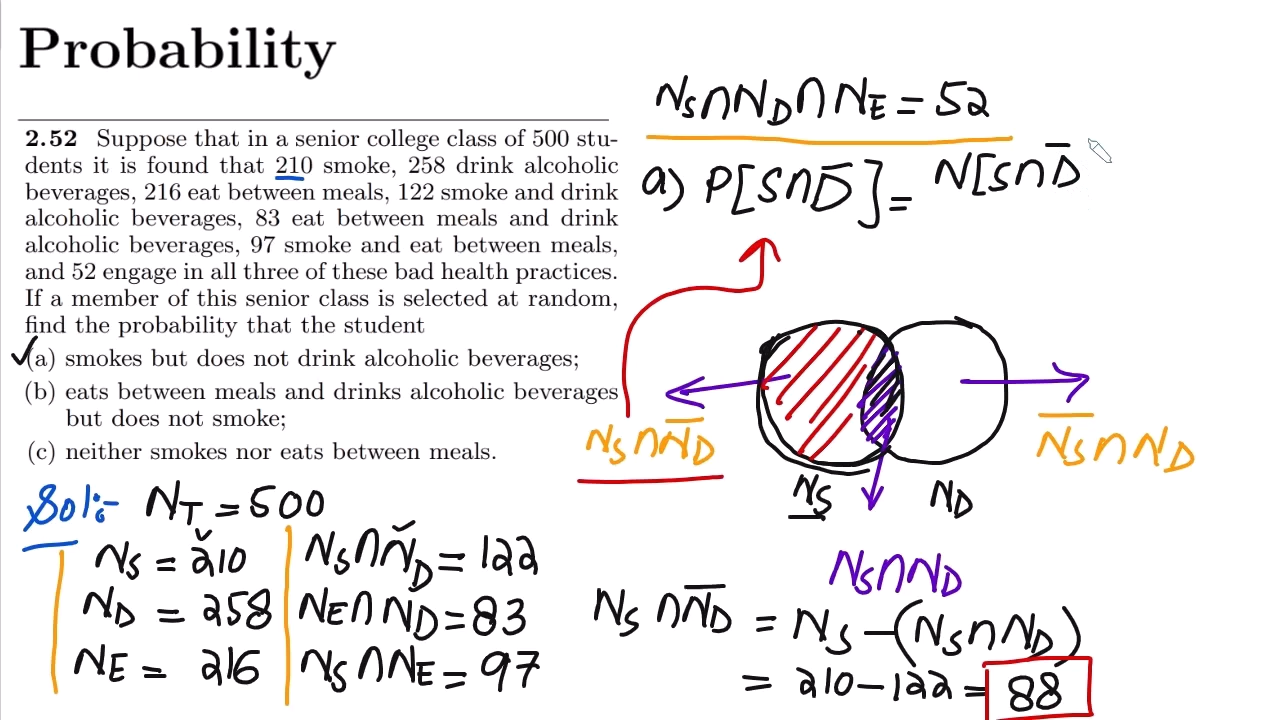 Probability
2.52 Suppose that in a senior college class of 500 stu-
dents it is found that 210 smoke, 258 drink alcoholic
beverages, 216 eat between meals, 122 smoke and drink
alcoholic beverages, 83 eat between meals and drink
alcoholic beverages, 97 smoke and eat between meals,
and 52 engage in all three of these bad health practices.
If a member of this senior class is selected at random,
find the probability that the student
(a) smokes but does not drink alcoholic beverages;
(b) eats between meals and drinks alcoholic beverages
but does not smoke;
(c) neither smokes nor eats between meals.
Sol:- N_T = 500
N_S = 210
N_D = 258
N_E = 216
N_S∩N_D = 122
N_E∩N_D = 83
N_S∩N_E = 97
N_S∩N_D∩N_E = 52
a) P[S∩D̅] = N[S∩D̅
N_S∩N̅_D
N̅_S∩N_D
N_S
N_D
N_S∩N_D
N_S∩N̅_D = N_S-(N_S∩N_D)
= 210-122 = 88